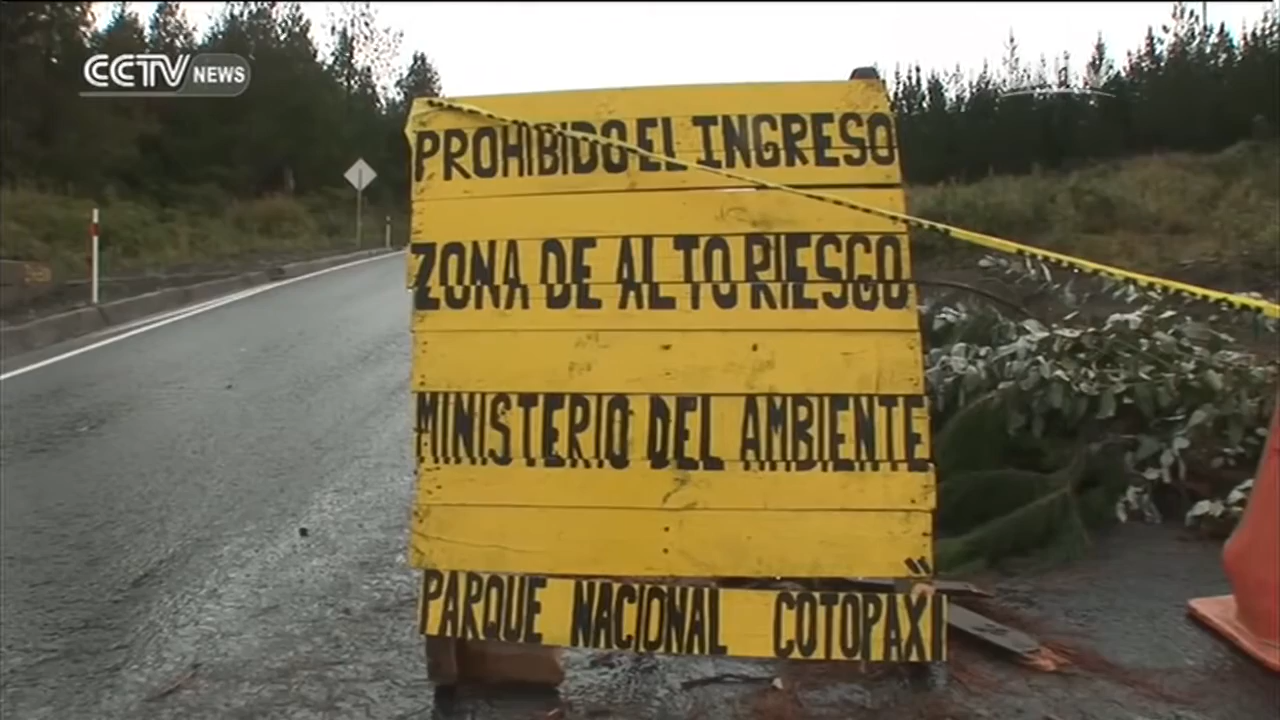 CCTV NEWS
PROHIBIDO EL INGRESO
ZONA DE ALTO RIESGO
MINISTERIO DEL AMBIENTE
PARQUE NACIONAL COTOPAXI